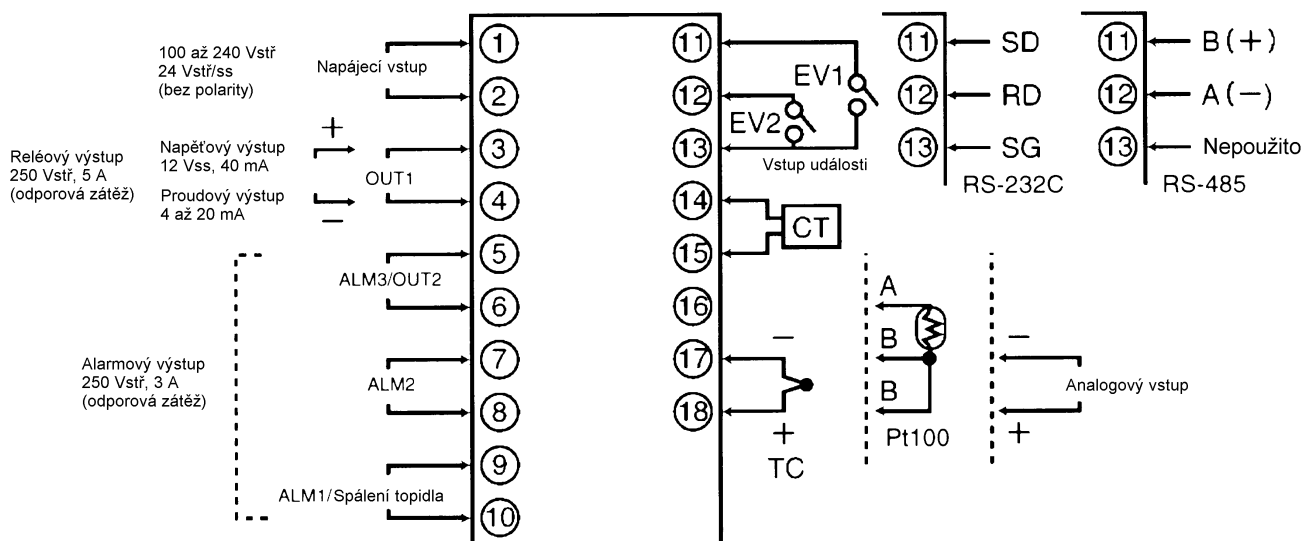 100 až 240 Vstř
24 Vstř/ss
(bez polarity)
Napájecí vstup
1
2
Reléový výstup
250 Vstř, 5 A
(odporová zátěž)
+
Napěťový výstup
12 Vss, 40 mA
OUT1
Proudový výstup
4 až 20 mA
−
3
4
ALM3/OUT2
5
6
Alarmový výstup
250 Vstř, 3 A
(odporová zátěž)
ALM2
7
8
ALM1/Spálení topidla
9
10
11
12
13
EV1
EV2
Vstup události
14
15
CT
16
17
18
−
+
TC
11 SD
12 RD
13 SG
RS-232C
11 B(+)
12 A(−)
13 Nepoužito
RS-485
A
B
B
Pt100
−
Analogový vstup
+